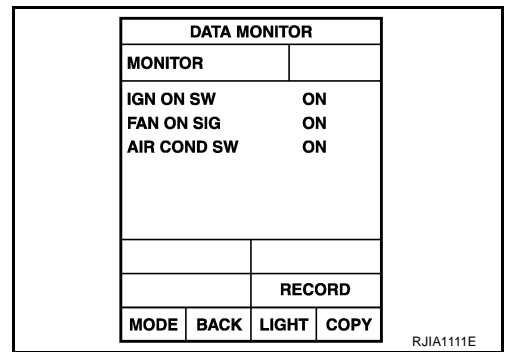 DATA MONITOR
MONITOR
IGN ON SW ON
FAN ON SIG ON
AIR COND SW ON
RECORD
MODE BACK LIGHT COPY
RJIA1111E